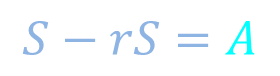 S − rS = A